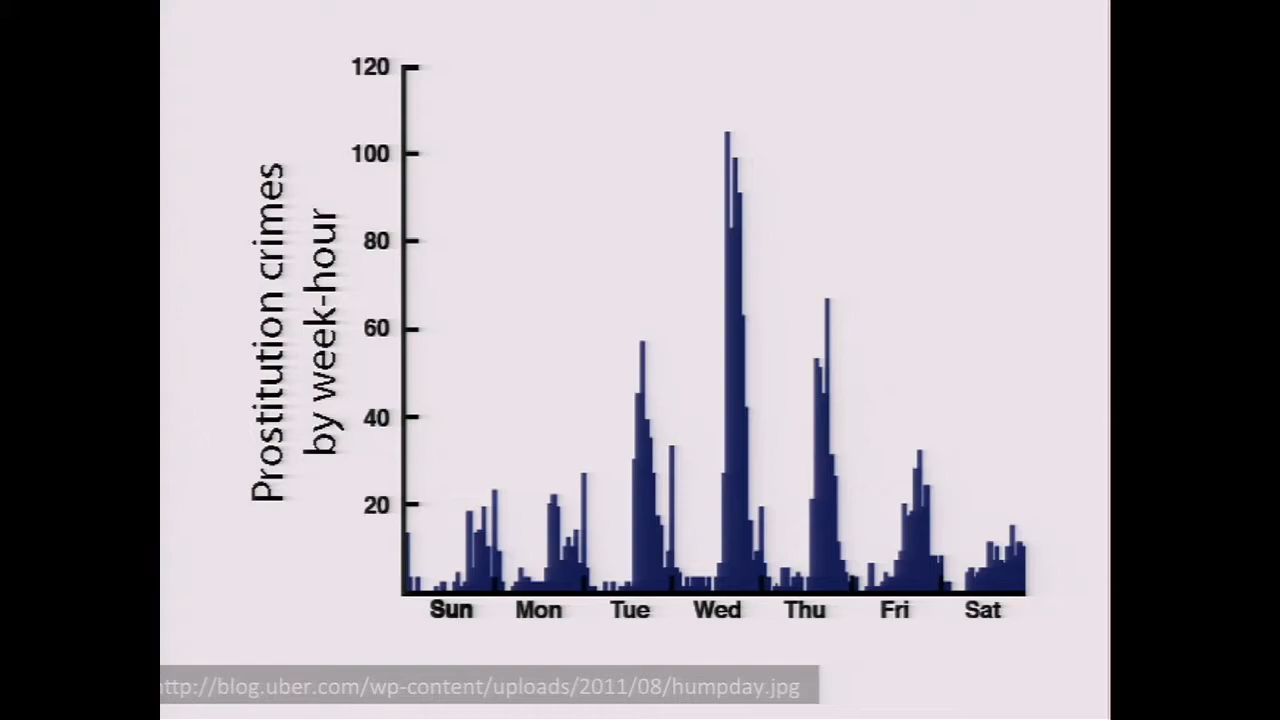 120
100
80
60
40
20
Prostitution crimes
by week-hour
Sun Mon Tue Wed Thu Fri Sat
http://blog.uber.com/wp-content/uploads/2011/08/humpday.jpg